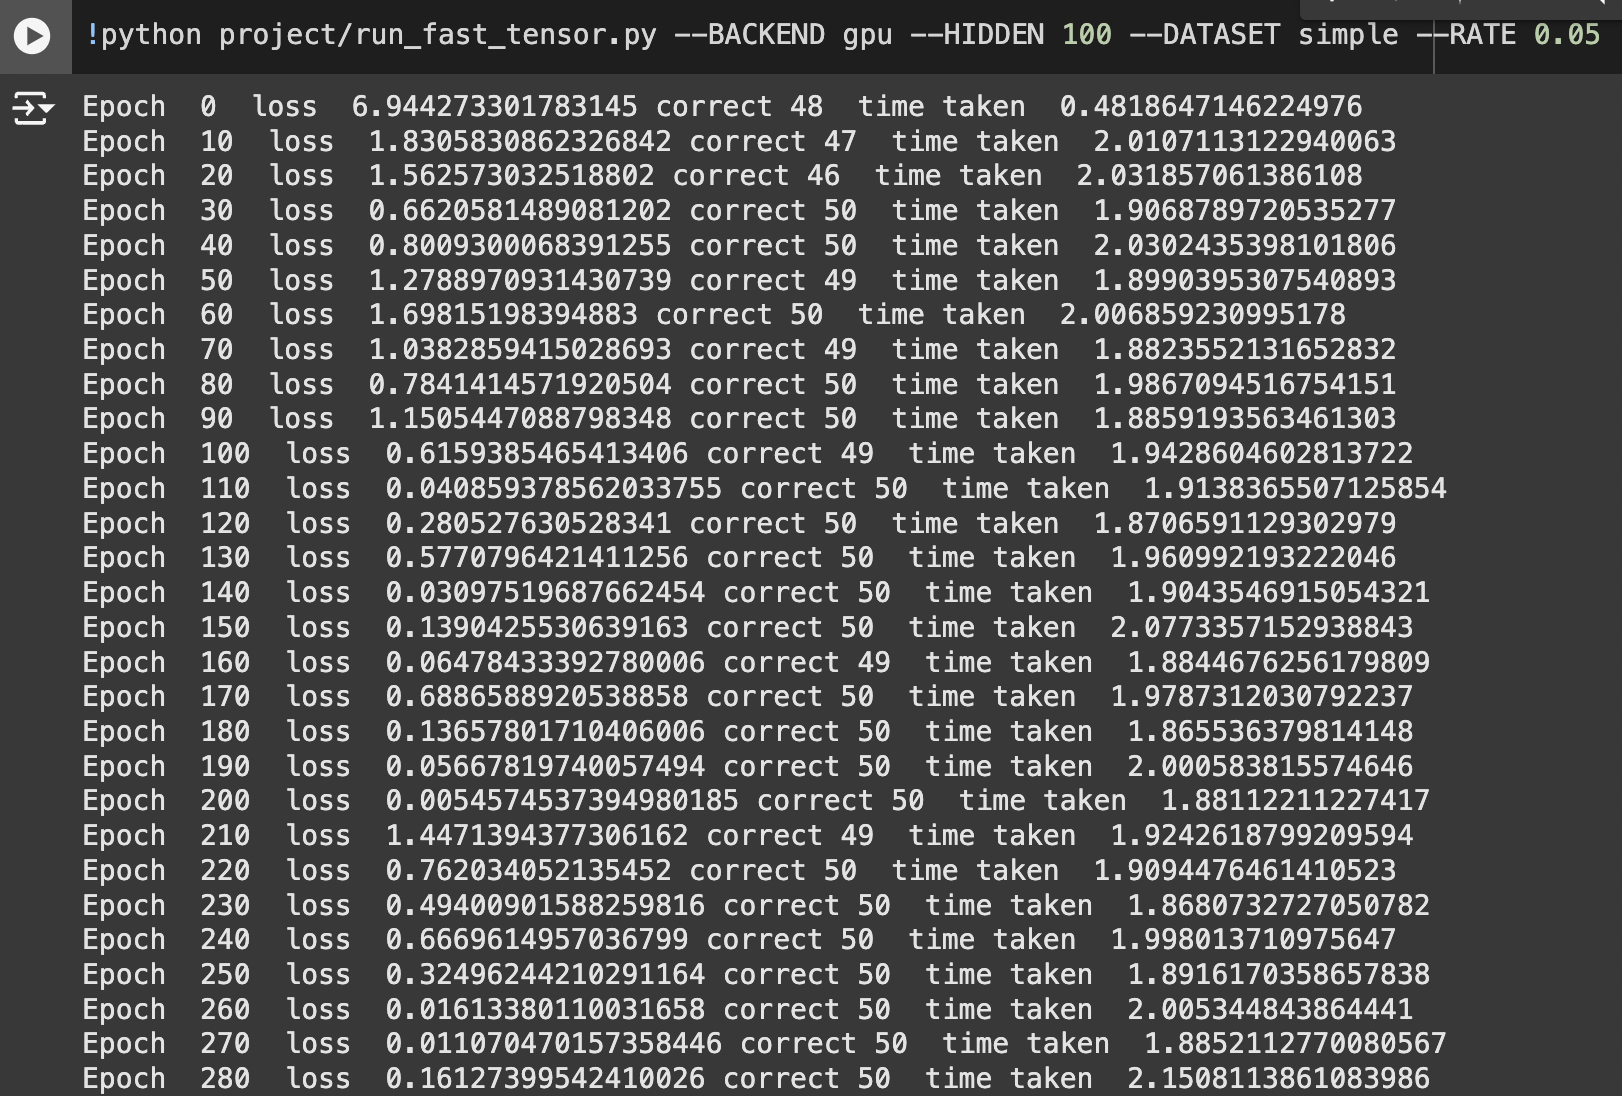 !python project/run_fast_tensor.py --BACKEND gpu --HIDDEN 100 --DATASET simple --RATE 0.05
Epoch  0  loss  6.944273301783145 correct 48  time taken  0.4818647146224976
Epoch  10  loss  1.8305830862326842 correct 47  time taken  2.0107113122940063
Epoch  20  loss  1.562573032518802 correct 46  time taken  2.031857061386108
Epoch  30  loss  0.6620581489081202 correct 50  time taken  1.9068789720535277
Epoch  40  loss  0.8009300068391255 correct 50  time taken  2.0302435398101806
Epoch  50  loss  1.2788970931430739 correct 49  time taken  1.8990395307540893
Epoch  60  loss  1.69815198394883 correct 50  time taken  2.006859230995178
Epoch  70  loss  1.0382859415028693 correct 49  time taken  1.8823552131652832
Epoch  80  loss  0.7841414571920504 correct 50  time taken  1.9867094516754151
Epoch  90  loss  1.1505447088798348 correct 50  time taken  1.8859193563461303
Epoch  100  loss  0.6159385465413406 correct 49  time taken  1.9428604602813722
Epoch  110  loss  0.040859378562033755 correct 50  time taken  1.9138365507125854
Epoch  120  loss  0.280527630528341 correct 50  time taken  1.8706591129302979
Epoch  130  loss  0.5770796421411256 correct 50  time taken  1.960992193222046
Epoch  140  loss  0.03097519687662454 correct 50  time taken  1.9043546915054321
Epoch  150  loss  0.1390425530639163 correct 50  time taken  2.0773357152938843
Epoch  160  loss  0.06478433392780006 correct 49  time taken  1.8844676256179809
Epoch  170  loss  0.6886588920538858 correct 50  time taken  1.9787312030792237
Epoch  180  loss  0.13657801710406006 correct 50  time taken  1.865536379814148
Epoch  190  loss  0.05667819740057494 correct 50  time taken  2.000583815574646
Epoch  200  loss  0.0054574537394980185 correct 50  time taken  1.88112211227417
Epoch  210  loss  1.4471394377306162 correct 49  time taken  1.9242618799209594
Epoch  220  loss  0.762034052135452 correct 50  time taken  1.9094476461410523
Epoch  230  loss  0.49400901588259816 correct 50  time taken  1.8680732727050782
Epoch  240  loss  0.6669614957036799 correct 50  time taken  1.998013710975647
Epoch  250  loss  0.32496244210291164 correct 50  time taken  1.8916170358657838
Epoch  260  loss  0.01613380110031658 correct 50  time taken  2.005344843864441
Epoch  270  loss  0.011070470157358446 correct 50  time taken  1.8852112770080567
Epoch  280  loss  0.16127399542410026 correct 50  time taken  2.1508113861083986